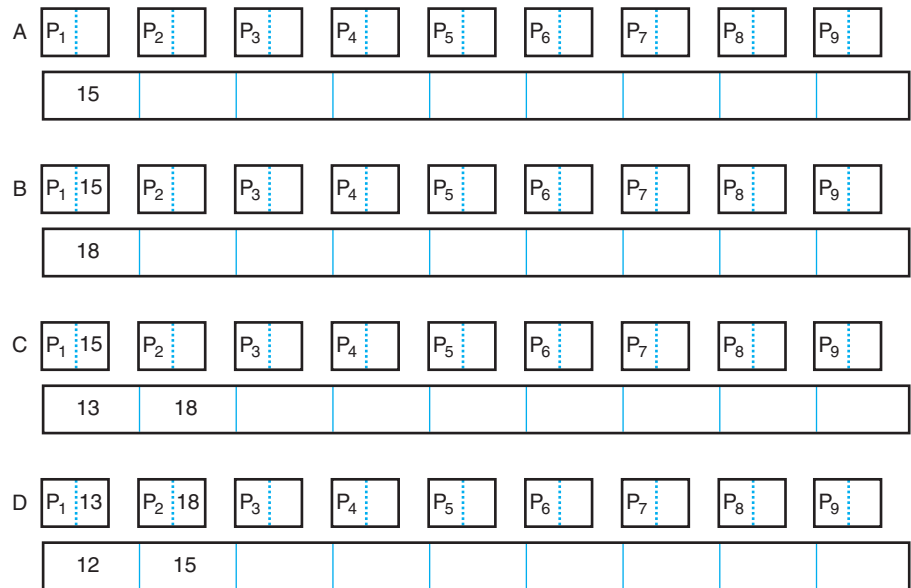 A P1 P2 P3 P4 P5 P6 P7 P8 P9
15
B P1 15 P2 P3 P4 P5 P6 P7 P8 P9
18
C P1 15 P2 P3 P4 P5 P6 P7 P8 P9
13 18
D P1 13 P2 18 P3 P4 P5 P6 P7 P8 P9
12 15